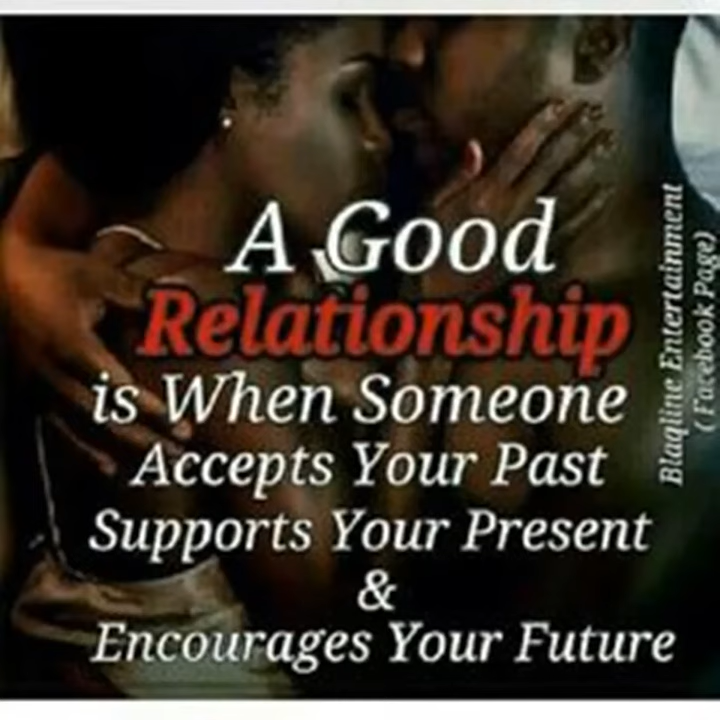 A Good
Relationship
is When Someone
Accepts Your Past
Supports Your Present
&
Encourages Your Future
Blaqline Entertainment
( Facebook Page)